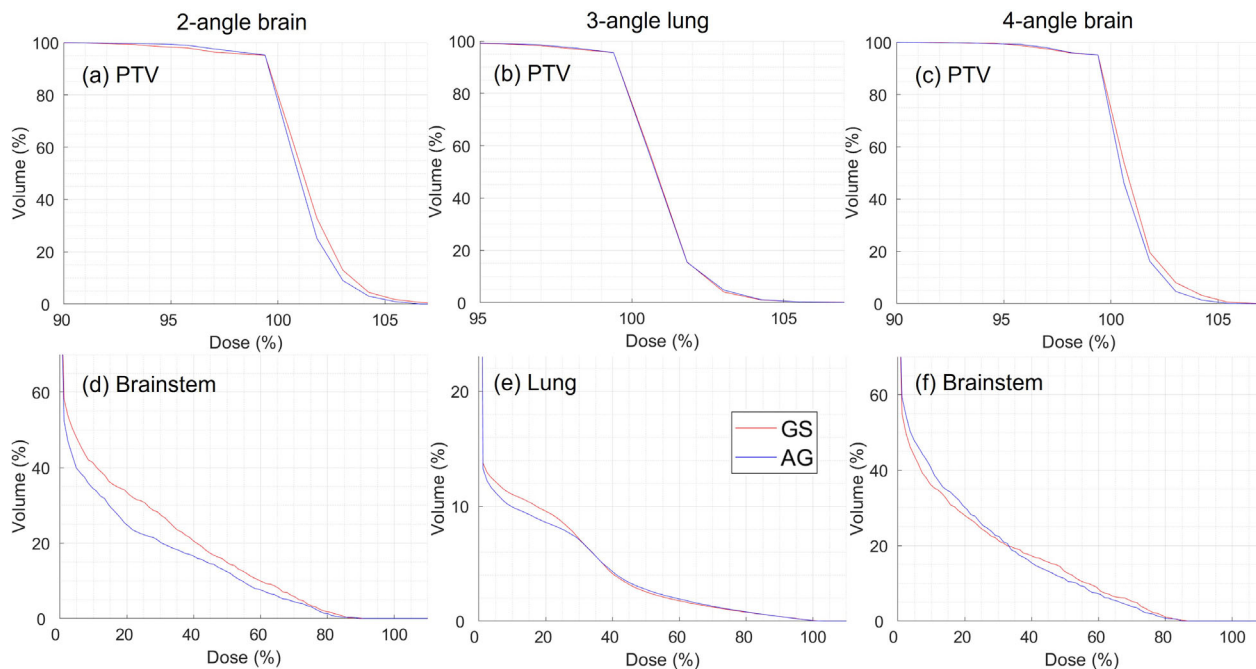 2-angle brain
3-angle lung
4-angle brain
(a) PTV
Volume (%)
100
80
60
40
20
0
90
95
100
105
Dose (%)
(b) PTV
Volume (%)
100
80
60
40
20
0
95
100
105
Dose (%)
(c) PTV
Volume (%)
100
80
60
40
20
0
90
95
100
105
Dose (%)
(d) Brainstem
Volume (%)
60
40
20
0
0
20
40
60
80
100
Dose (%)
(e) Lung
Volume (%)
20
10
0
0
20
40
60
80
100
Dose (%)
GS
AG
(f) Brainstem
Volume (%)
60
40
20
0
0
20
40
60
80
100
Dose (%)